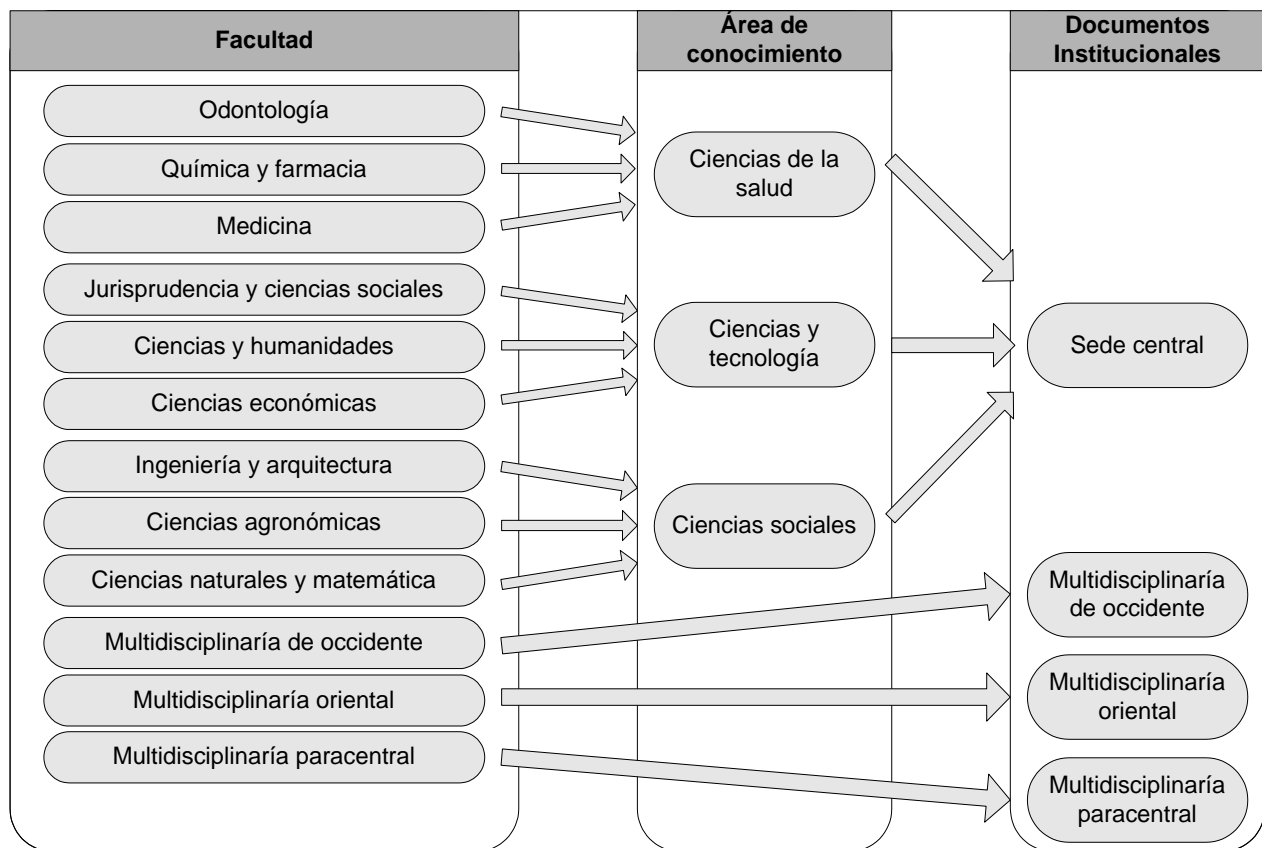 Facultad
Odontología
Química y farmacia
Medicina
Jurisprudencia y ciencias sociales
Ciencias y humanidades
Ciencias económicas
Ingeniería y arquitectura
Ciencias agronómicas
Ciencias naturales y matemática
Multidisciplinaría de occidente
Multidisciplinaría oriental
Multidisciplinaría paracentral
Área de
conocimiento
Ciencias de la
salud
Ciencias y
tecnología
Ciencias sociales
Documentos
Institucionales
Sede central
Multidisciplinaría
de occidente
Multidisciplinaría
oriental
Multidisciplinaría
paracentral